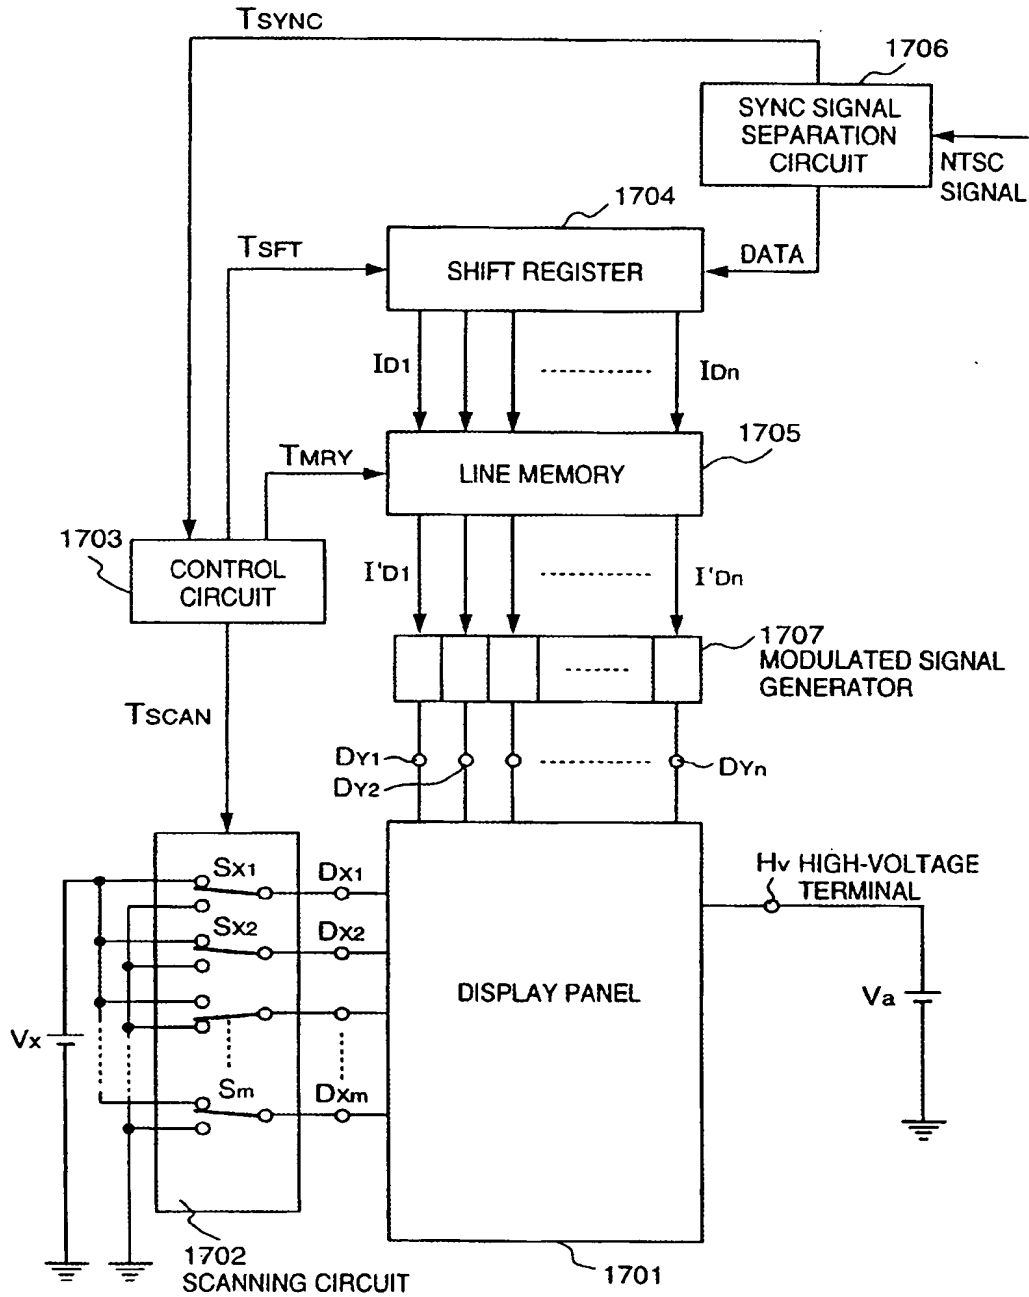 TSYNC
1706
SYNC SIGNAL
SEPARATION
CIRCUIT
NTSC
SIGNAL
1704
TSFT
SHIFT REGISTER
DATA
ID1
IDn
1705
TMRY
LINE MEMORY
1703
CONTROL
CIRCUIT
I'D1
I'Dn
1707
MODULATED SIGNAL
GENERATOR
TSCAN
DY1
DY2
DYn
SX1
DX1
HV HIGH-VOLTAGE
TERMINAL
SX2
DX2
DISPLAY PANEL
Va
Vx
Sm
DXm
1702
SCANNING CIRCUIT
1701